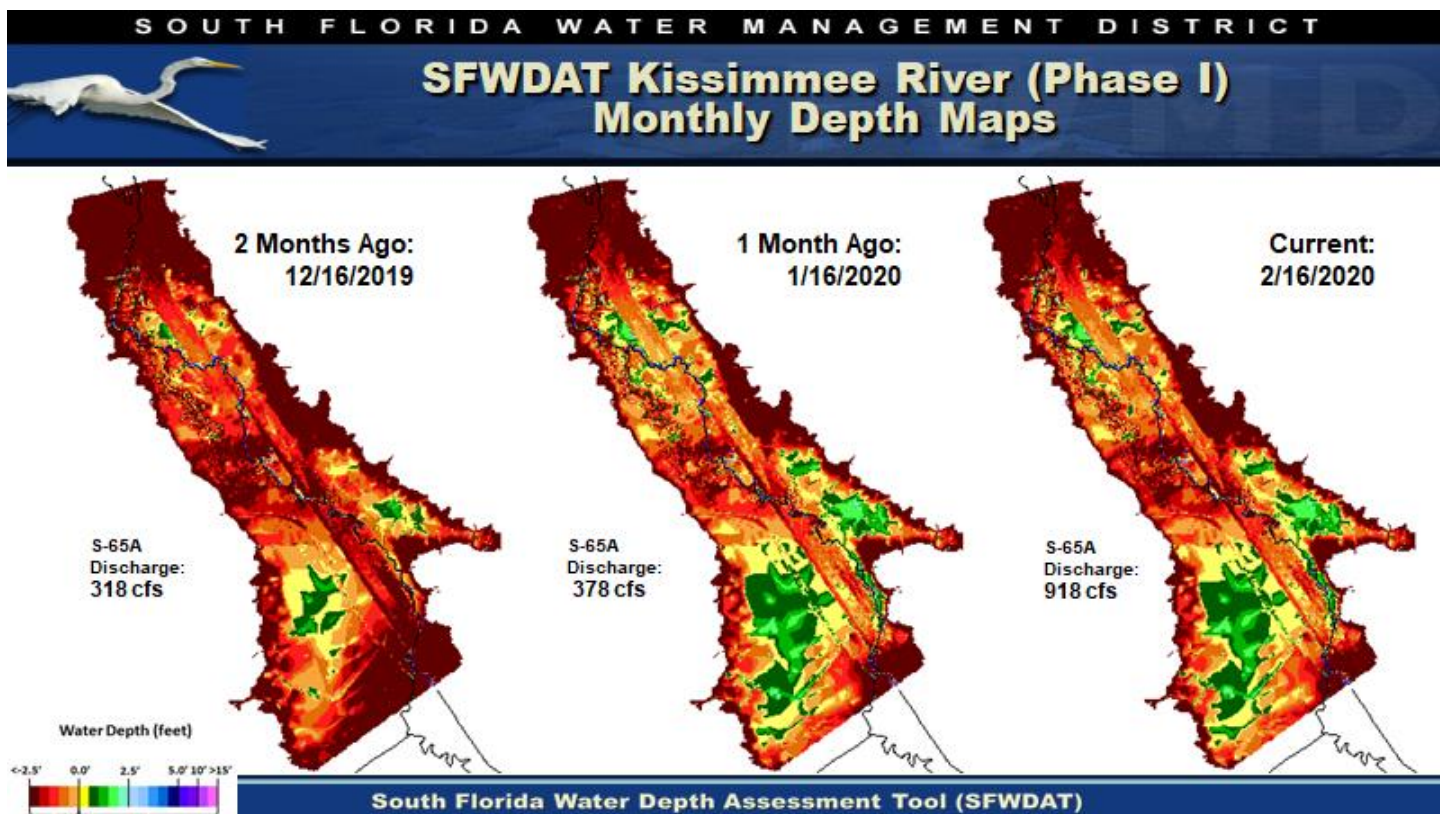 SOUTH FLORIDA WATER MANAGEMENT DISTRICT
SFWDAT Kissimmee River (Phase I)
Monthly Depth Maps
2 Months Ago:
12/16/2019
1 Month Ago:
1/16/2020
Current:
2/16/2020
S-65A
Discharge:
318 cfs
S-65A
Discharge:
378 cfs
S-65A
Discharge:
918 cfs
Water Depth (feet)
<-2.5' 0.0' 2.5' 5.0' 10" >15'
South Florida Water Depth Assessment Tool (SFWDAT)